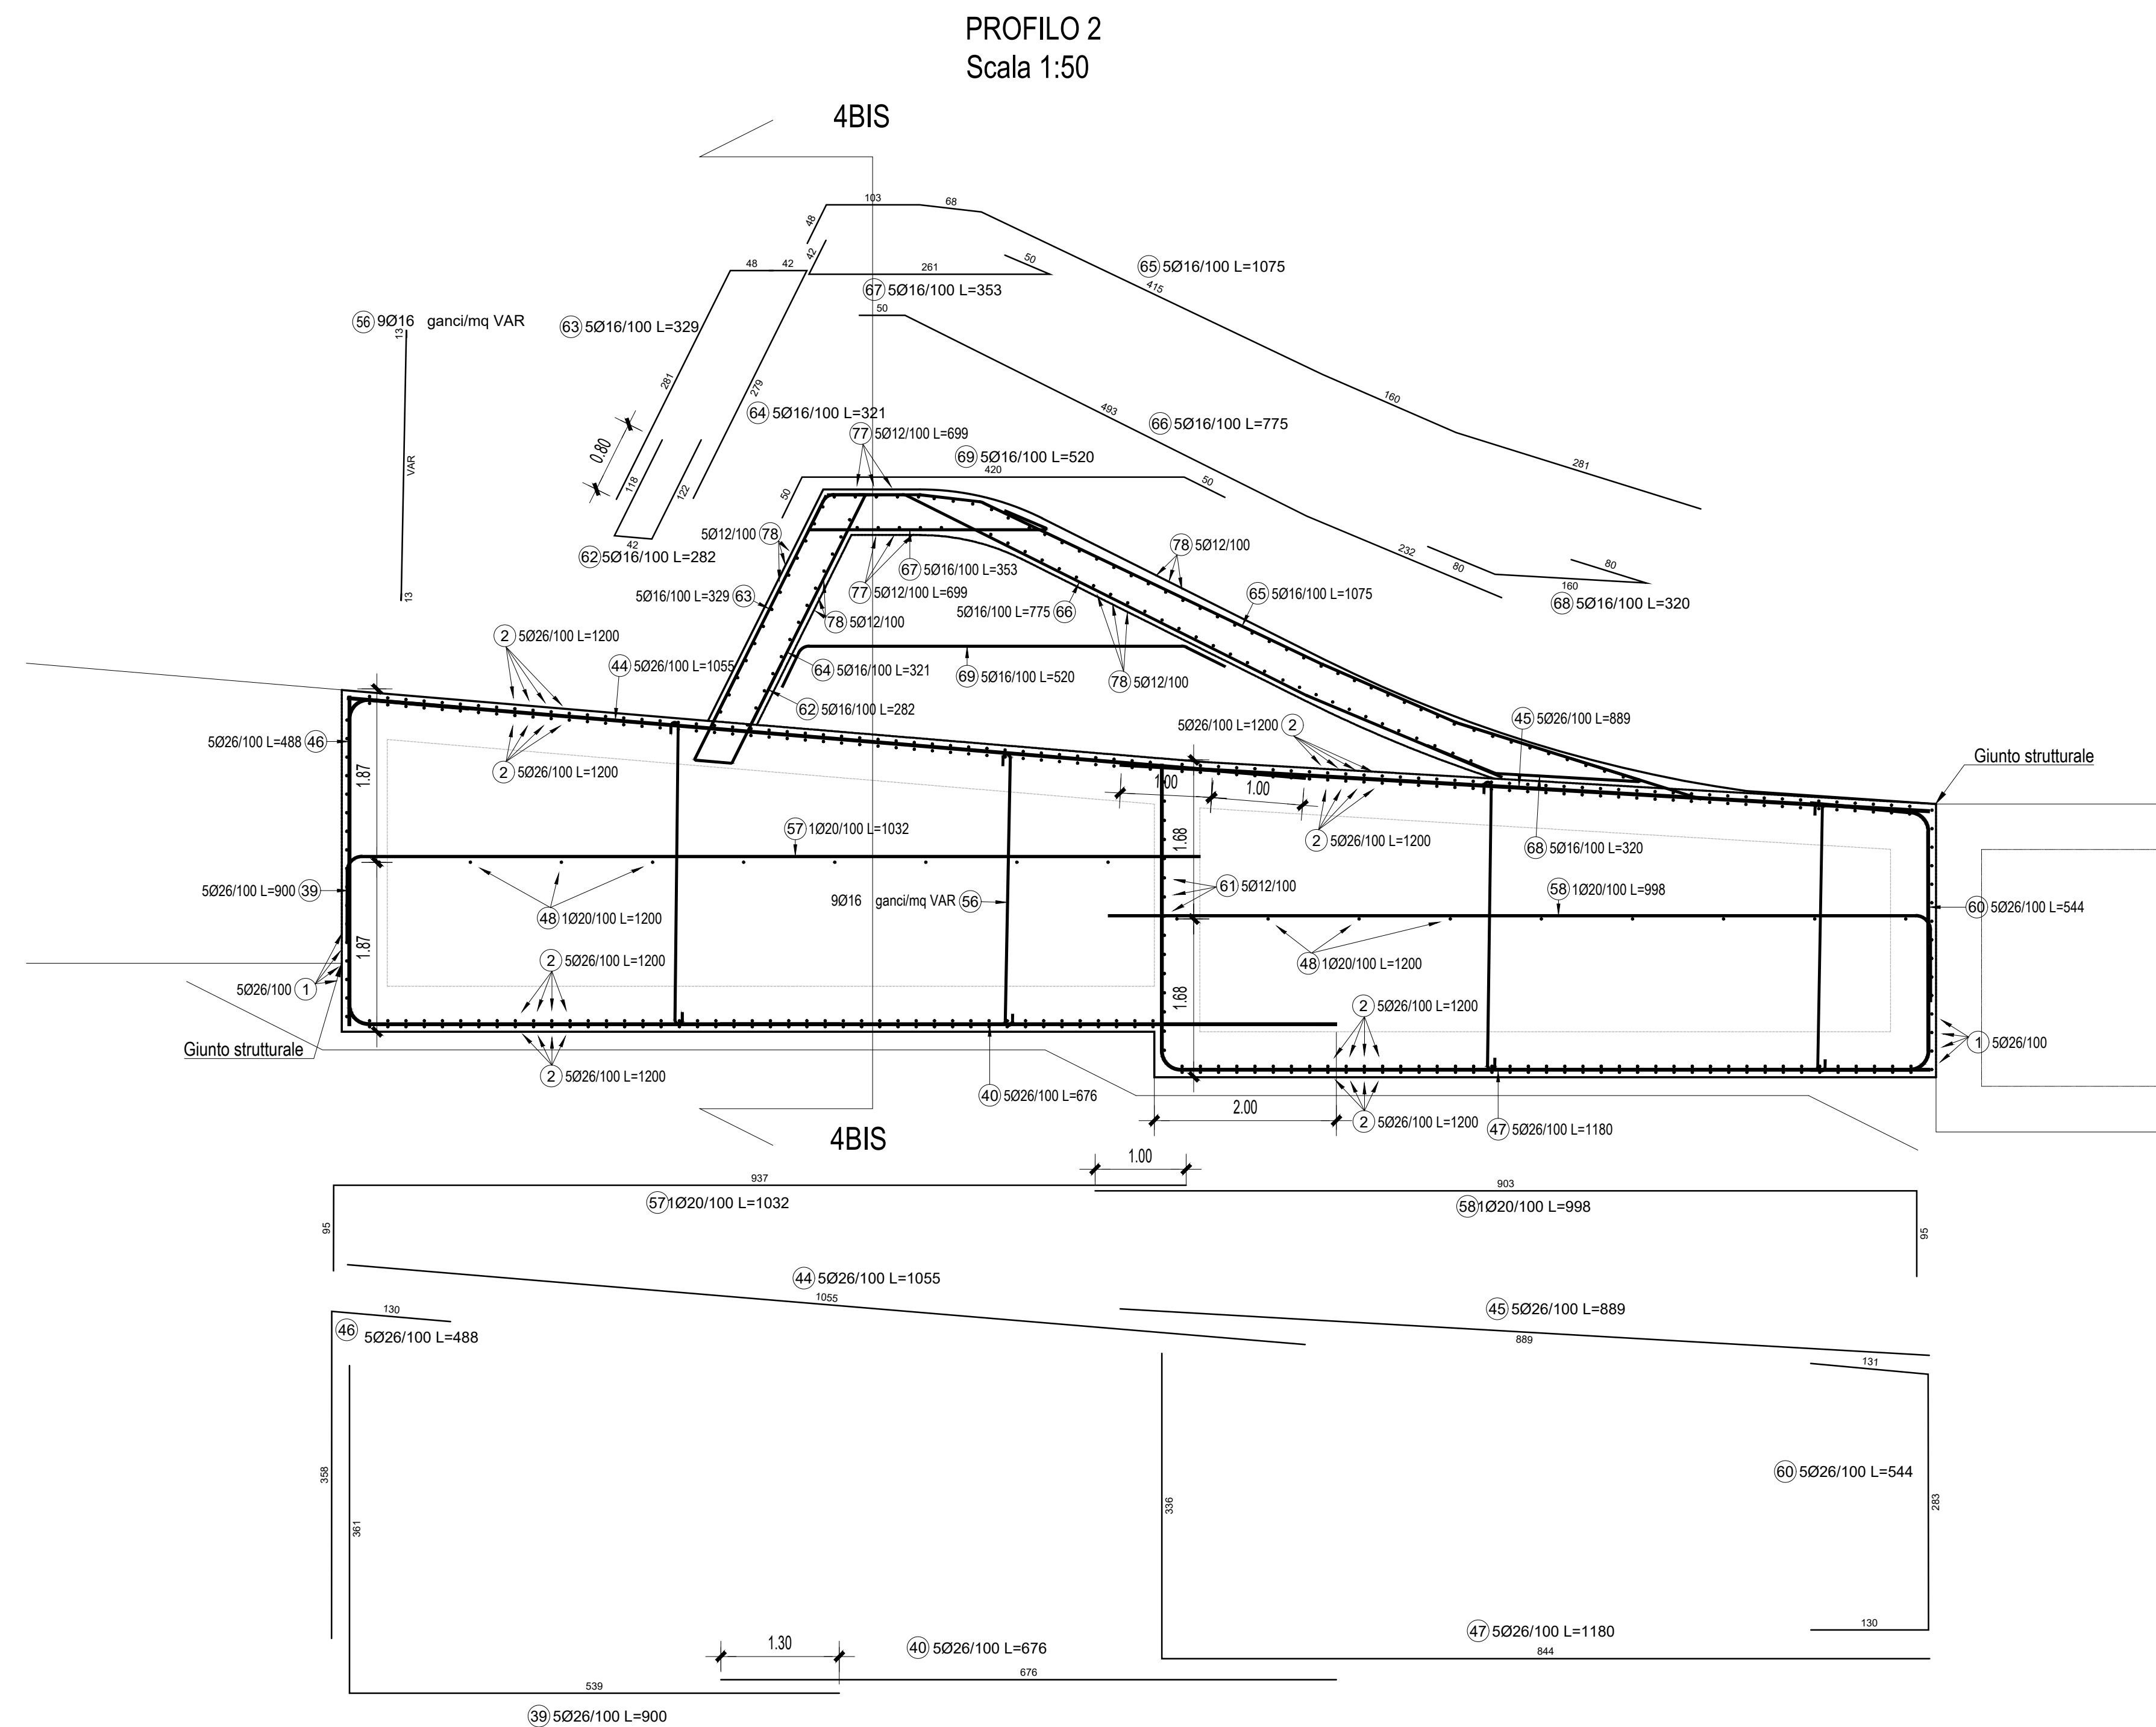 PROFILO 2
Scala 1:50
4BIS
103
68
48
42
50
65 5Ø16/100 L=1075
415
48
42
261
67 5Ø16/100 L=353
56 9Ø16 ganci/mq VAR
13
63 5Ø16/100 L=329
50
281
279
160
493
VAR
0.80
64 5Ø16/100 L=321
66 5Ø16/100 L=775
77 5Ø12/100 L=699
69 5Ø16/100 L=520
420
281
118
122
50
50
42
62 5Ø16/100 L=282
5Ø12/100 78
78 5Ø12/100
232
80
80
160
68 5Ø16/100 L=320
67 5Ø16/100 L=353
13
5Ø16/100 L=329 63
77 5Ø12/100 L=699
65 5Ø16/100 L=1075
5Ø16/100 L=775 66
78 5Ø12/100
2 5Ø26/100 L=1200
44 5Ø26/100 L=1055
64 5Ø16/100 L=321
69 5Ø16/100 L=520
78 5Ø12/100
62 5Ø16/100 L=282
5Ø26/100 L=1200 2
45 5Ø26/100 L=889
5Ø26/100 L=488 46
Giunto strutturale
1.87
2 5Ø26/100 L=1200
1.00
1.00
57 1Ø20/100 L=1032
1.68
2 5Ø26/100 L=1200
68 5Ø16/100 L=320
5Ø26/100 L=900 39
61 5Ø12/100
58 1Ø20/100 L=998
9Ø16 ganci/mq VAR 56
60 5Ø26/100 L=544
48 1Ø20/100 L=1200
1.87
2 5Ø26/100 L=1200
48 1Ø20/100 L=1200
5Ø26/100 1
1.68
2 5Ø26/100 L=1200
1 5Ø26/100
Giunto strutturale
2 5Ø26/100 L=1200
40 5Ø26/100 L=676
2.00
2 5Ø26/100 L=1200
47 5Ø26/100 L=1180
4BIS
1.00
937
903
57 1Ø20/100 L=1032
58 1Ø20/100 L=998
95
95
44 5Ø26/100 L=1055
1055
130
46 5Ø26/100 L=488
45 5Ø26/100 L=889
889
131
358
361
336
60 5Ø26/100 L=544
283
1.30
40 5Ø26/100 L=676
676
47 5Ø26/100 L=1180
130
844
539
39 5Ø26/100 L=900